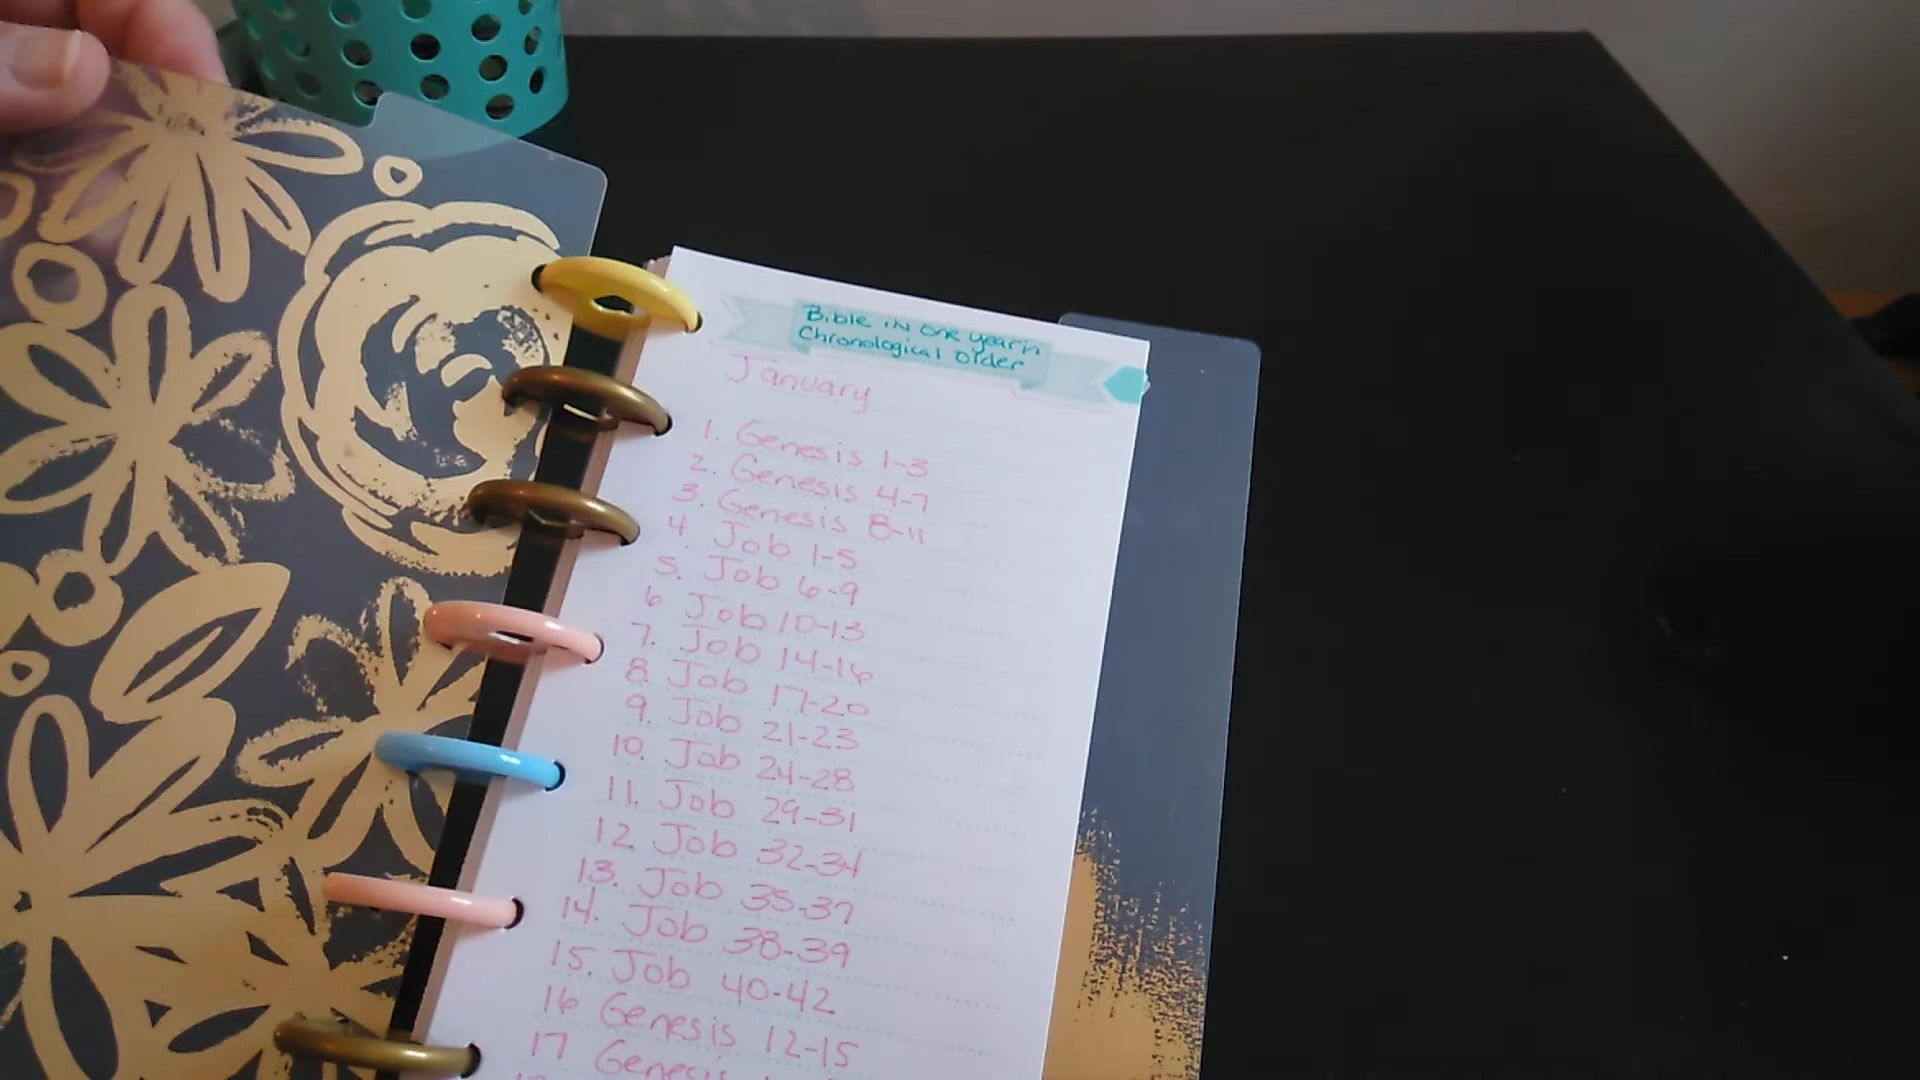 Bible in one year in
Chronological Order
January
1. Genesis 1-3
2. Genesis 4-7
3. Genesis 8-11
4. Job 1-5
5. Job 6-9
6 Job 10-13
7. Job 14-16
8. Job 17-20
9. Job 21-23
10. Job 24-28
11. Job 29-31
12 Job 32-34
13. Job 35-37
14. Job 38-39
15. Job 40-42
16 Genesis 12-15
17 Genesis